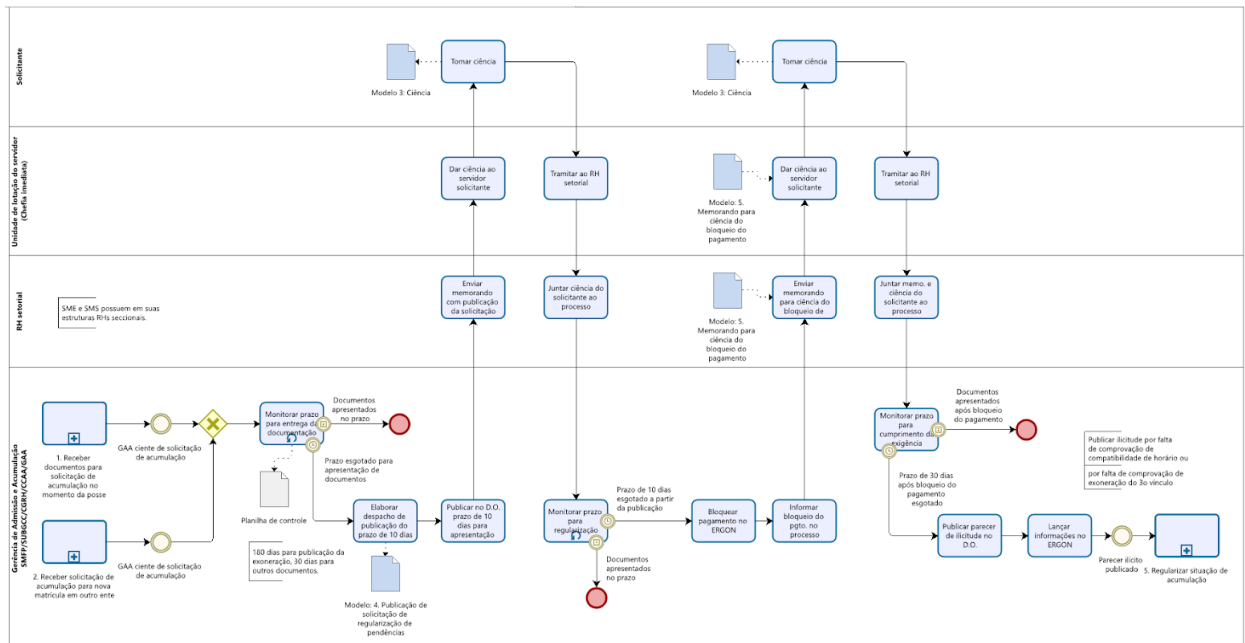 Solicitante
Modelo 3: Ciência
Tomar ciência
Modelo 3: Ciência
Tomar ciência
Unidade de lotação do servidor
(Chefia imediata)
Dar ciência ao
servidor
solicitante
Tramitar ao RH
setorial
Modelo: 5.
Memorando para
ciência do
bloqueio do
pagamento
Dar ciência ao
servidor
solicitante
Tramitar ao RH
setorial
RH setorial
SME e SMS possuem em suas
estruturas RHs seccionais.
Enviar
memorando
com publicação
da solicitação
Juntar ciência do
solicitante ao
processo
Modelo: 5.
Memorando para
ciência do
bloqueio do
pagamento
Enviar
memorando
para ciência do
bloqueio de
Juntar memo. e
ciência do
solicitante ao
processo
Gerência de Admissão e Acumulação
SMFP/SUBGCC/CGRH/CCAA/GAA
1. Receber
documentos para
solicitação de
acumulação no
momento da posse
GAA ciente de solicitação
de acumulação
2. Receber solicitação de
acumulação para nova
matrícula em outro ente
GAA ciente de solicitação
de acumulação
Monitorar prazo
para entrega da
documentação
Documentos
apresentados
no prazo
Planilha de controle
Prazo esgotado para
apresentação de
documentos
180 dias para publicação da
exoneração, 30 dias para
outros documentos.
Elaborar
despacho de
publicação do
prazo de 10 dias
Modelo: 4. Publicação de
solicitação de
regularização de
pendências
Publicar no D.O.
prazo de 10 dias
para
apresentação
Monitorar prazo
para
regularização
Prazo de 10 dias
esgotado a partir
da publicação
Documentos
apresentados
no prazo
Bloquear
pagamento no
ERGON
Informar
bloqueio do
pgto. no
processo
Monitorar prazo
para
cumprimento da
exigência
Documentos
apresentados
após bloqueio
do pagamento
Prazo de 30 dias
após bloqueio do
pagamento
esgotado
Publicar parecer
de ilicitude no
D.O.
Lançar
informações no
ERGON
Parecer ilícito
publicado
5. Regularizar situação de
acumulação
Publicar ilicitude por falta
de comprovação de
compatibilidade de horário ou
por falta de comprovação de
exoneração do 3o vínculo